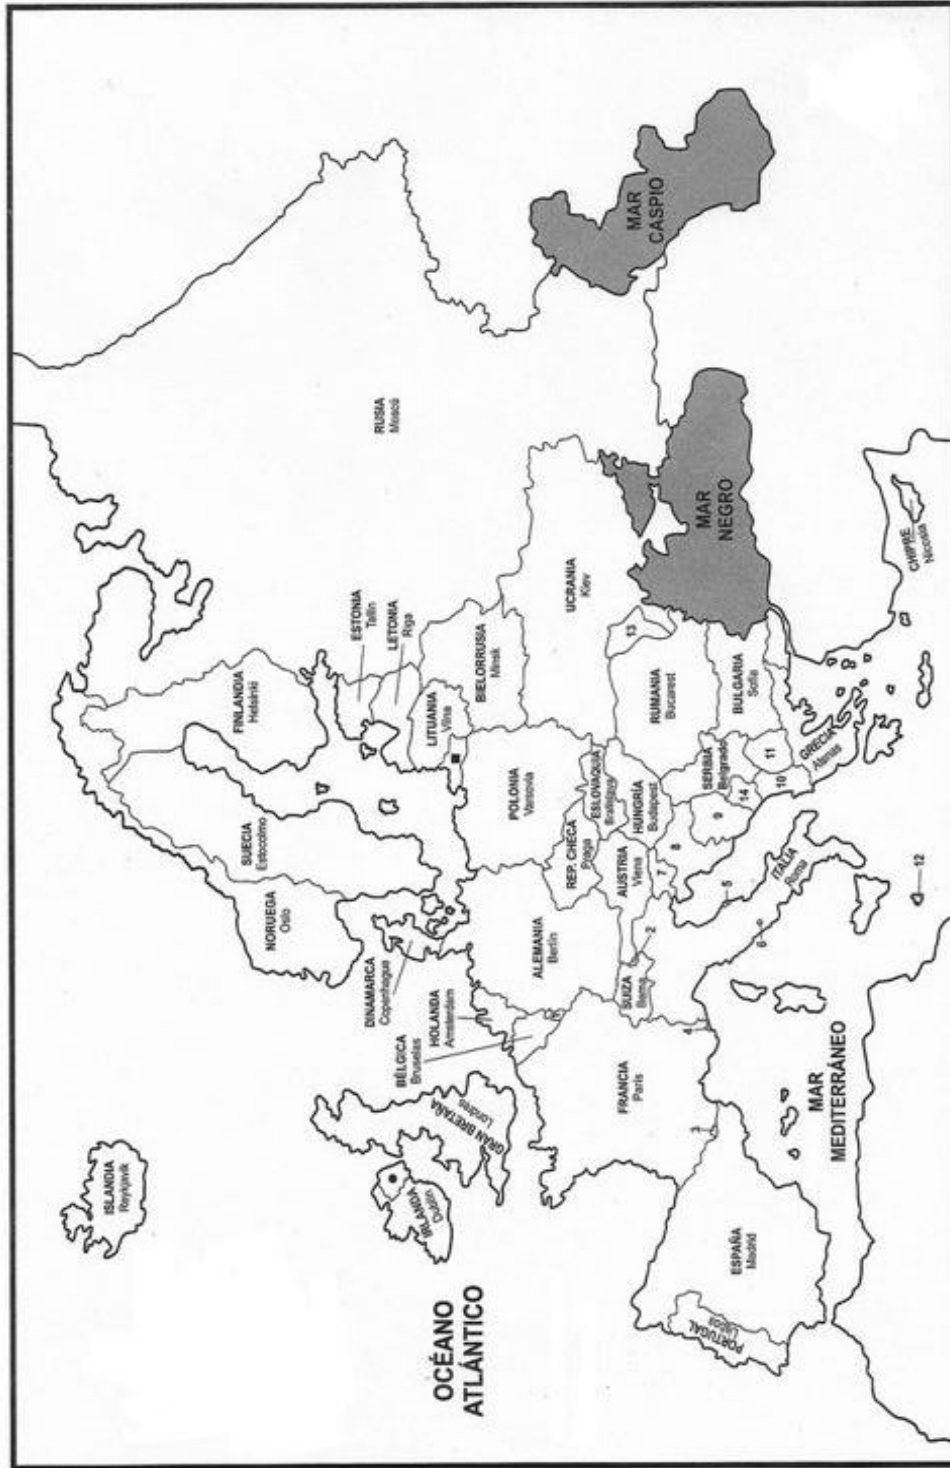 ISLANDIA
Reykjavik
NORUEGA
Oslo
SUECIA
Estocolmo
FINLANDIA
Helsinki
RUSIA
Moscú
ESTONIA
Tallin
LETONIA
Riga
LITUANIA
Vilna
BIELORRUSIA
Minsk
DINAMARCA
Copenhague
HOLANDA
Amsterdam
BÉLGICA
Bruselas
GRAN BRETAÑA
Londres
IRLANDA
Dublín
OCÉANO
ATLÁNTICO
ALEMANIA
Berlín
POLONIA
Varsovia
REP. CHECA
Praga
ESLOVAQUIA
Bratislava
UCRANIA
Kiev
MAR
CASPIO
FRANCIA
París
SUIZA
Berna
2
AUSTRIA
Viena
HUNGRÍA
Budapest
RUMANIA
Bucarest
13
7
8
9
14
SERBIA
Belgrado
BULGARIA
Sofía
MAR
NEGRO
10
11
GRECIA
Atenas
ITALIA
Roma
5
6
4
3
PORTUGAL
Lisboa
ESPAÑA
Madrid
MAR
MEDITERRÁNEO
12
CHIPRE
Nicosia